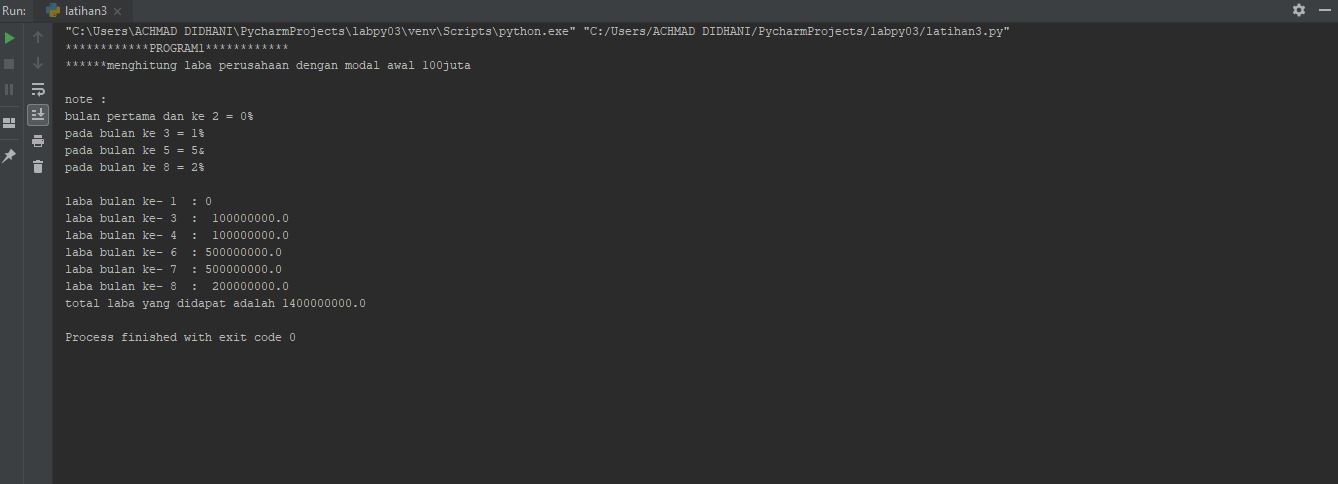 Run: latihan3
"C:\Users\ACHMAD DIDHANI\PycharmProjects\labpy03\venv\Scripts\python.exe" "C:/Users/ACHMAD DIDHANI/PycharmProjects/labpy03/latihan3.py"
************PROGRAM1************
******menghitung laba perusahaan dengan modal awal 100juta
note :
bulan pertama dan ke 2 = 0%
pada bulan ke 3 = 1%
pada bulan ke 5 = 5&
pada bulan ke 8 = 2%
laba bulan ke- 1  : 0
laba bulan ke- 3  :  100000000.0
laba bulan ke- 4  :  100000000.0
laba bulan ke- 6  : 500000000.0
laba bulan ke- 7  : 500000000.0
laba bulan ke- 8  :  200000000.0
total laba yang didapat adalah 1400000000.0
Process finished with exit code 0